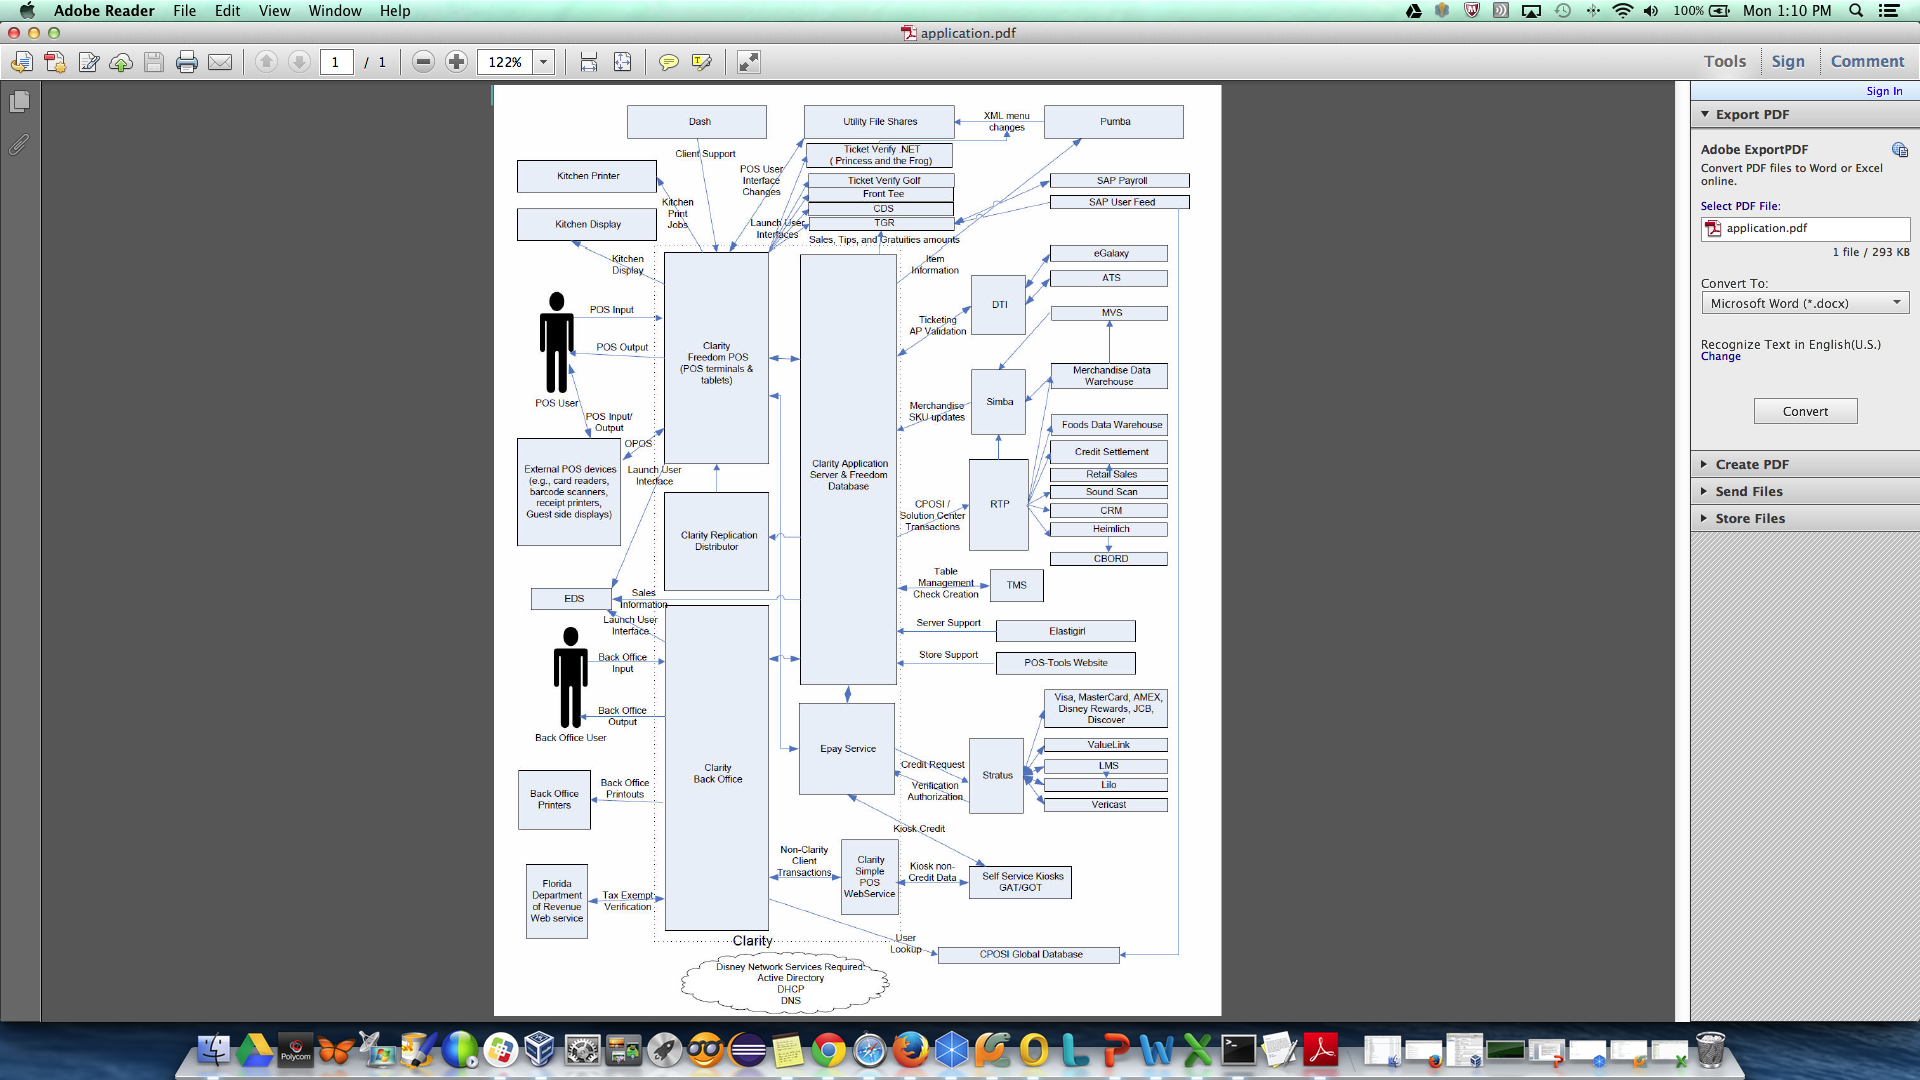 Adobe Reader File Edit View Window Help
100% Mon 1:10 PM
application.pdf
1 / 1
122%
Tools Sign Comment
Sign In
Export PDF
Adobe ExportPDF
Convert PDF files to Word or Excel
online.
Select PDF File:
application.pdf
1 file / 293 KB
Convert To:
Microsoft Word (*.docx)
Recognize Text in English(U.S.)
Change
Convert
Create PDF
Send Files
Store Files
Dash
Utility File Shares
XML menu
changes
Pumba
Client Support
Ticket Verify .NET
( Princess and the Frog)
Kitchen Printer
POS User
Interface
Changes
Ticket Verify Golf
Front Tee
CDS
TGR
SAP Payroll
SAP User Feed
Kitchen
Print
Jobs
Kitchen Display
Launch User
Interfaces
Sales, Tips, and Gratuities amounts
Kitchen
Display
Item
Information
eGalaxy
ATS
DTI
MVS
POS Input
POS Output
Ticketing
AP Validation
Clarity
Freedom POS
(POS terminals &
tablets)
POS User
Merchandise Data
Warehouse
Simba
Merchandise
SKU updates
POS Input/
Output
OPOS
Foods Data Warehouse
Credit Settlement
Retail Sales
Sound Scan
CRM
Heimlich
CBORD
External POS devices
(e.g., card readers,
barcode scanners,
receipt printers,
Guest side displays)
Launch User
Interface
Clarity Application
Server & Freedom
Database
RTP
CPOSI /
Solution Center
Transactions
Clarity Replication
Distributor
Table
Management
Check Creation
TMS
EDS
Sales
Information
Launch User
Interface
Server Support
Elastigirl
Store Support
POS-Tools Website
Back Office
Input
Back Office
Output
Back Office User
Visa, MasterCard, AMEX,
Disney Rewards, JCB,
Discover
ValueLink
LMS
Lilo
Vericast
Epay Service
Stratus
Credit Request
Verification
Authorization
Clarity
Back Office
Back Office
Printers
Back Office
Printouts
Kiosk Credit
Non-Clarity
Client
Transactions
Clarity
Simple
POS
WebService
Kiosk non-
Credit Data
Self Service Kiosks
GAT/GOT
Florida
Department
of Revenue
Web service
Tax Exempt
Verification
Clarity
User
Lookup
CPOSI Global Database
Disney Network Services Required:
Active Directory
DHCP
DNS
Polycom